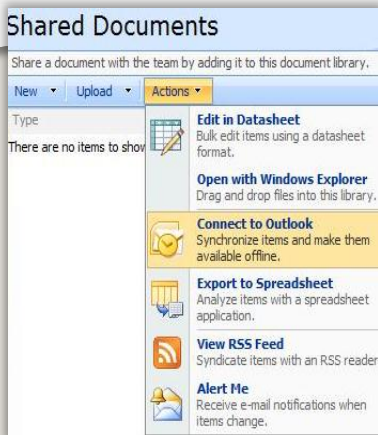 Shared Documents
Share a document with the team by adding it to this document library.
New Upload Actions
Type
There are no items to show
Edit in Datasheet
Bulk edit items using a datasheet
format.
Open with Windows Explorer
Drag and drop files into this library.
Connect to Outlook
Synchronize items and make them
available offline.
Export to Spreadsheet
Analyze items with a spreadsheet
application.
View RSS Feed
Syndicate items with an RSS reader
Alert Me
Receive e-mail notifications when
items change.